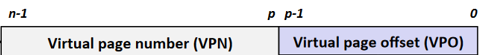 n-1 p p-1 0
Virtual page number (VPN) Virtual page offset (VPO)